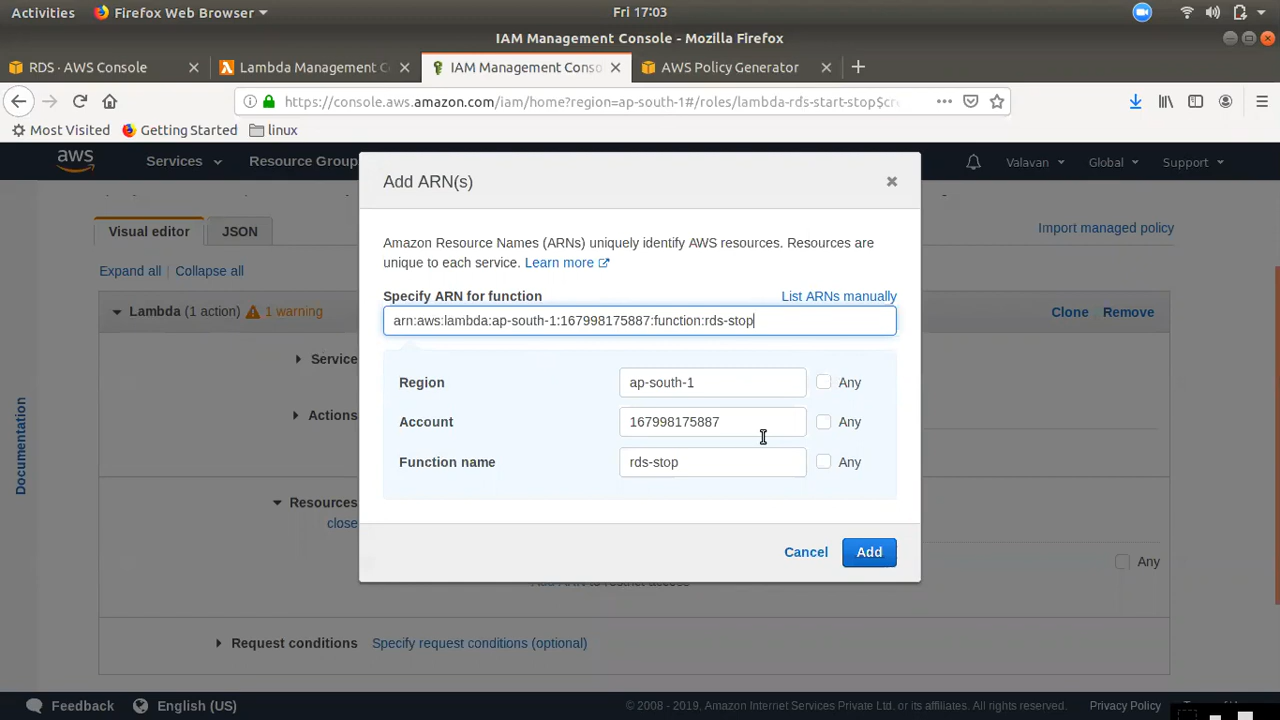 Activities Firefox Web Browser Fri 17:03
IAM Management Console - Mozilla Firefox
RDS · AWS Console Lambda Management C IAM Management Conso AWS Policy Generator
https://console.aws.amazon.com/iam/home?region=ap-south-1#/roles/lambda-rds-start-stop$cre
Most Visited Getting Started linux
aws Services Resource Group Valavan Global Support
Add ARN(s)
Amazon Resource Names (ARNs) uniquely identify AWS resources. Resources are
unique to each service. Learn more
Visual editor JSON Import managed policy
Expand all | Collapse all
Specify ARN for function List ARNs manually
Lambda (1 action) 1 warning Clone Remove
arn:aws:lambda:ap-south-1:167998175887:function:rds-stop
Service
Region ap-south-1 Any
Actions
Account 167998175887 Any
Function name rds-stop Any
Documentation
Resources
close
Cancel Add
Any
Request conditions Specify request conditions (optional)
Feedback English (US) © 2008 - 2019, Amazon Internet Services Private Ltd. or its affiliates. All rights reserved. Privacy Policy